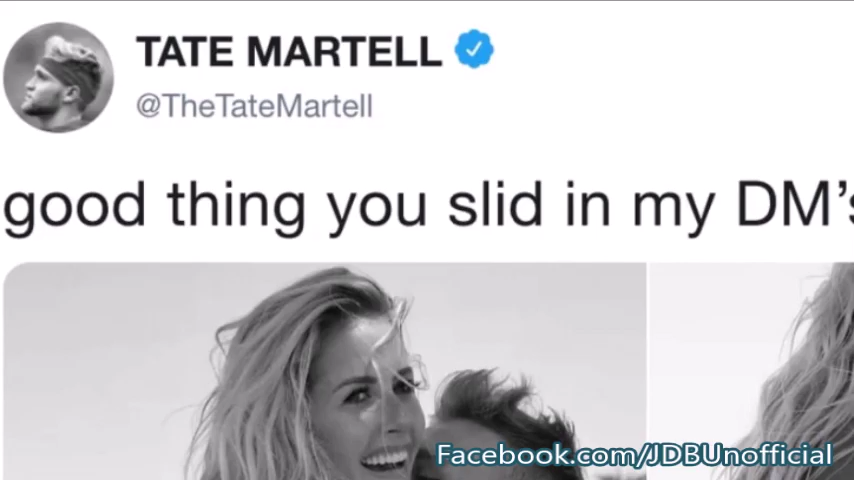 TATE MARTELL
@TheTateMartell
good thing you slid in my DM's
Facebook.com/JDBUnofficial